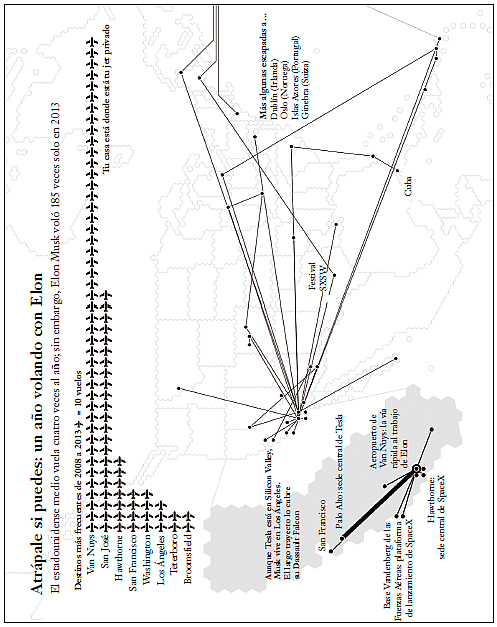 Atrápale si puedes: un año volando con Elon
El estadounidense medio vuela cuatro veces al año; sin embargo, Elon Musk voló 185 veces solo en 2013
Destinos más frecuentes de 2008 a 2013 = 10 vuelos
Van Nuys
San José
Hawthorne
San Francisco
Washington
Los Ángeles
Teterboro
Broomsfield
Tu casa está donde está tu jet privado
Más algunas escapadas a...
Dublín (Irlanda)
Oslo (Noruega)
Islas Azores (Portugal)
Ginebra (Suiza)
Cuba
Festival
SXSW
Aunque Tesla está en Silicon Valley,
Musk vive en Los Ángeles.
El largo trayecto lo cubre
su Dassault Falcon
San Francisco
Palo Alto: sede central de Tesla
Aeropuerto de
Van Nuys: la vía
rápida al trabajo
de Elon
Base Vandenberg de las
Fuerzas Aéreas: plataforma
de lanzamiento de SpaceX
Hawthorne:
sede central de SpaceX